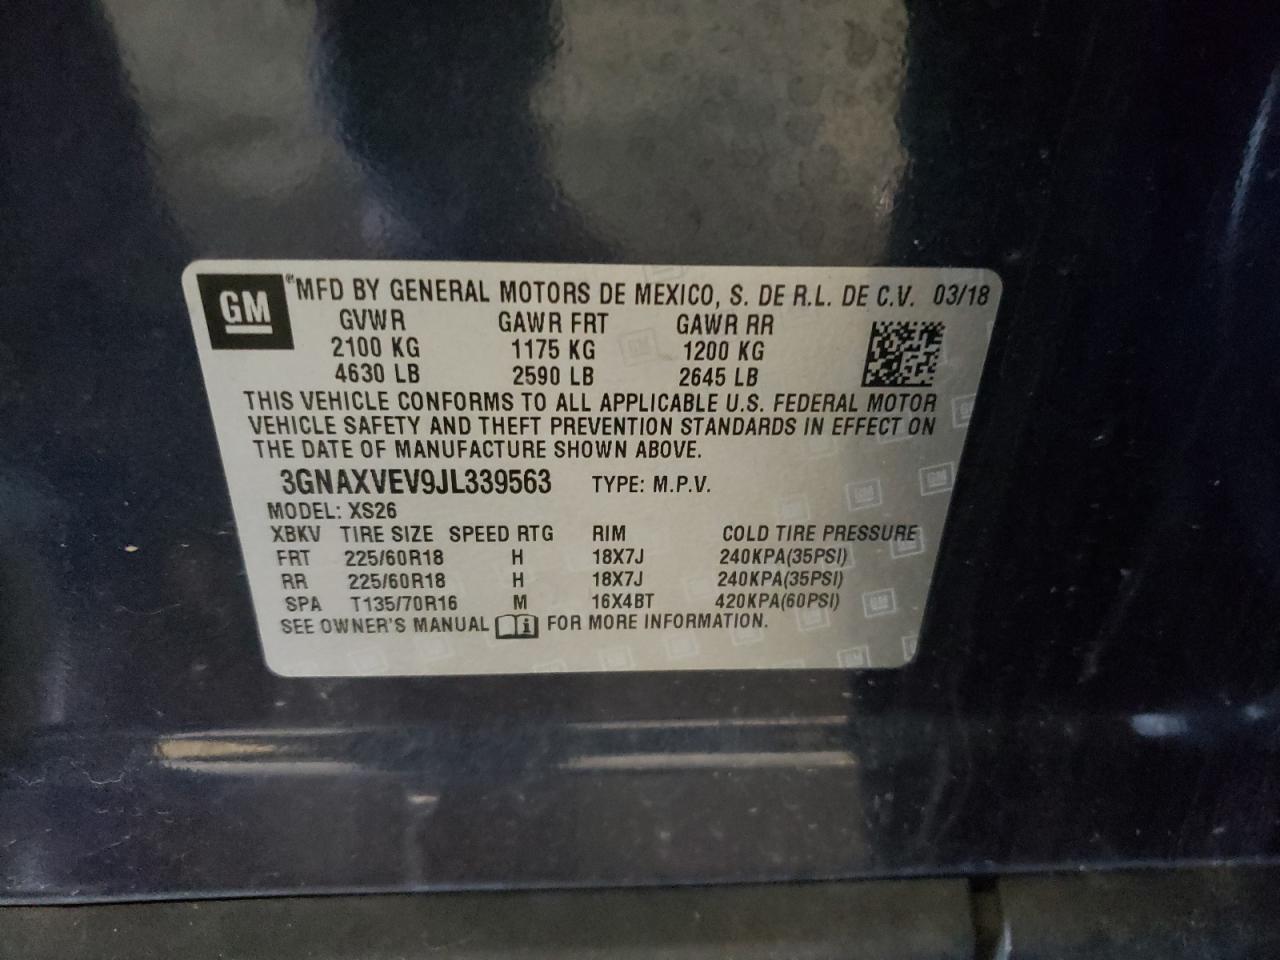 GM ®MFD BY GENERAL MOTORS DE MEXICO, S. DE R.L. DE C.V. 03/18
GVWR GAWR FRT GAWR RR
2100 KG 1175 KG 1200 KG
4630 LB 2590 LB 2645 LB
THIS VEHICLE CONFORMS TO ALL APPLICABLE U.S. FEDERAL MOTOR
VEHICLE SAFETY AND THEFT PREVENTION STANDARDS IN EFFECT ON
THE DATE OF MANUFACTURE SHOWN ABOVE.
3GNAXVEV9JL339563 TYPE: M.P.V.
MODEL: XS26
XBKV TIRE SIZE SPEED RTG RIM COLD TIRE PRESSURE
FRT 225/60R18 H 18X7J 240KPA(35PSI)
RR 225/60R18 H 18X7J 240KPA(35PSI)
SPA T135/70R16 M 16X4BT 420KPA(60PSI)
SEE OWNER'S MANUAL i FOR MORE INFORMATION.